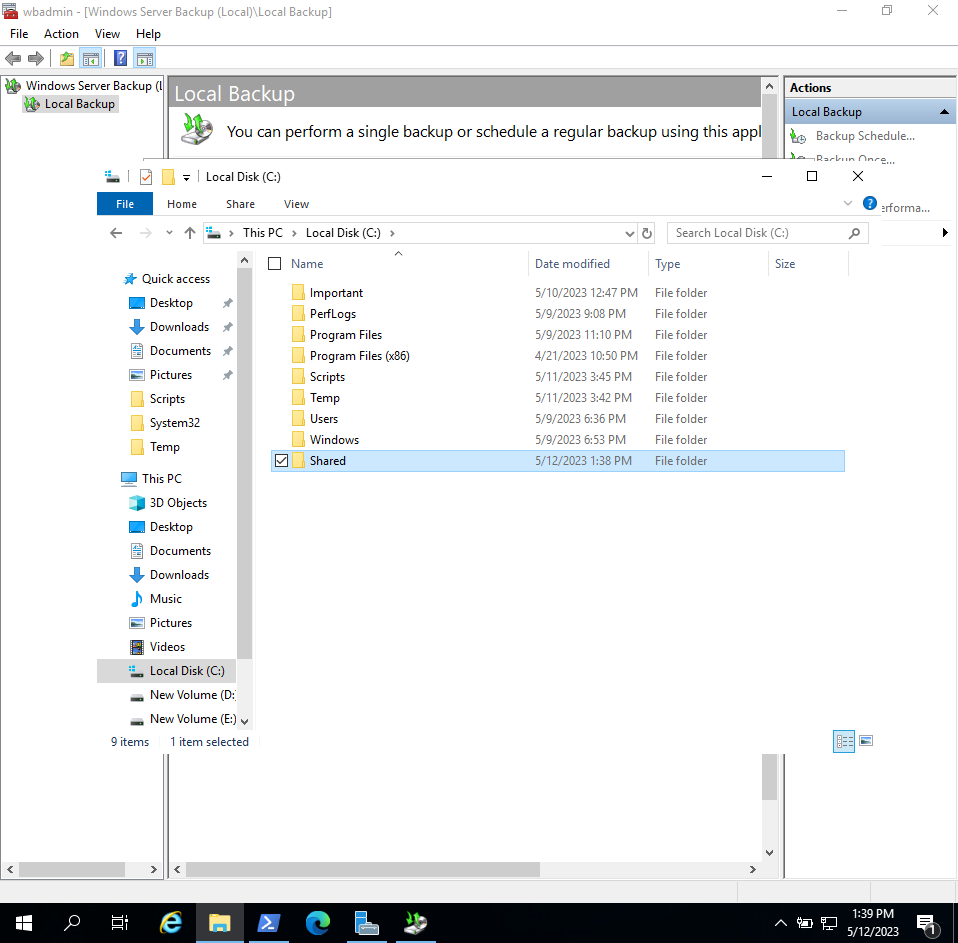 wbadmin - [Windows Server Backup (Local)\Local Backup]
File Action View Help
Windows Server Backup (L
Local Backup
Local Backup
You can perform a single backup or schedule a regular backup using this appl
Actions
Local Backup
Backup Schedule...
Backup Once...
erforma...
Local Disk (C:)
File Home Share View
This PC Local Disk (C:)
Search Local Disk (C:)
Name Date modified Type Size
Important 5/10/2023 12:47 PM File folder
PerfLogs 5/9/2023 9:08 PM File folder
Program Files 5/9/2023 11:10 PM File folder
Program Files (x86) 4/21/2023 10:50 PM File folder
Scripts 5/11/2023 3:45 PM File folder
Temp 5/11/2023 3:42 PM File folder
Users 5/9/2023 6:36 PM File folder
Windows 5/9/2023 6:53 PM File folder
Shared 5/12/2023 1:38 PM File folder
Quick access
Desktop
Downloads
Documents
Pictures
Scripts
System32
Temp
This PC
3D Objects
Desktop
Documents
Downloads
Music
Pictures
Videos
Local Disk (C:)
New Volume (D:
New Volume (E:)
9 items 1 item selected
1:39 PM
5/12/2023
1